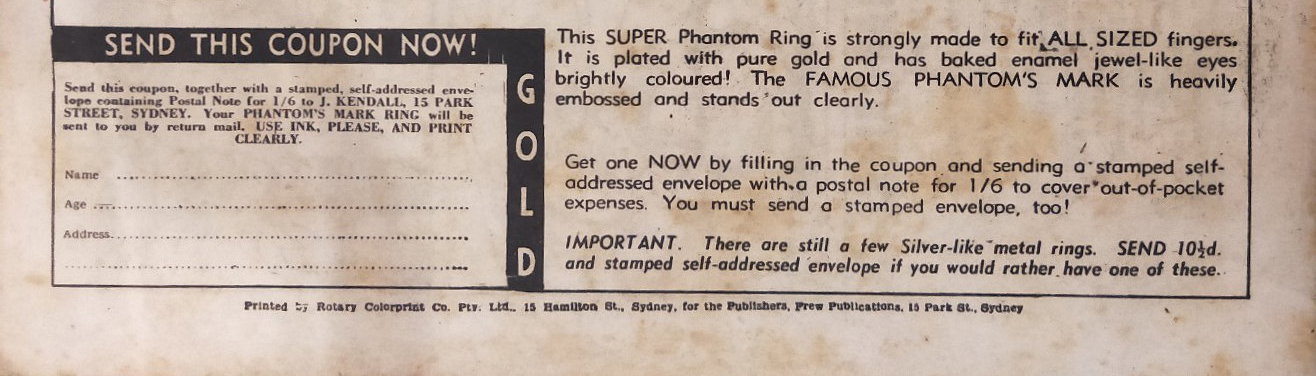 SEND THIS COUPON NOW!
Send this coupon, together with a stamped, self-addressed enve-
lope containing Postal Note for 1/6 to J. KENDALL, 15 PARK
STREET, SYDNEY. Your PHANTOM'S MARK RING will be
sent to you by return mail. USE INK, PLEASE, AND PRINT
CLEARLY.
Name
Age
Address
GOLD
This SUPER Phantom Ring is strongly made to fit ALL SIZED fingers.
It is plated with pure gold and has baked enamel jewel-like eyes
brightly coloured! The FAMOUS PHANTOM'S MARK is heavily
embossed and stands out clearly.
Get one NOW by filling in the coupon and sending a stamped self-
addressed envelope with a postal note for 1/6 to cover out-of-pocket
expenses. You must send a stamped envelope, too!
IMPORTANT. There are still a few Silver-like metal rings. SEND 10½d.
and stamped self-addressed envelope if you would rather have one of these.
Printed by Rotary Colorprint Co. Pty. Ltd., 15 Hamilton St., Sydney, for the Publishers, Frew Publications, 15 Park St., Sydney